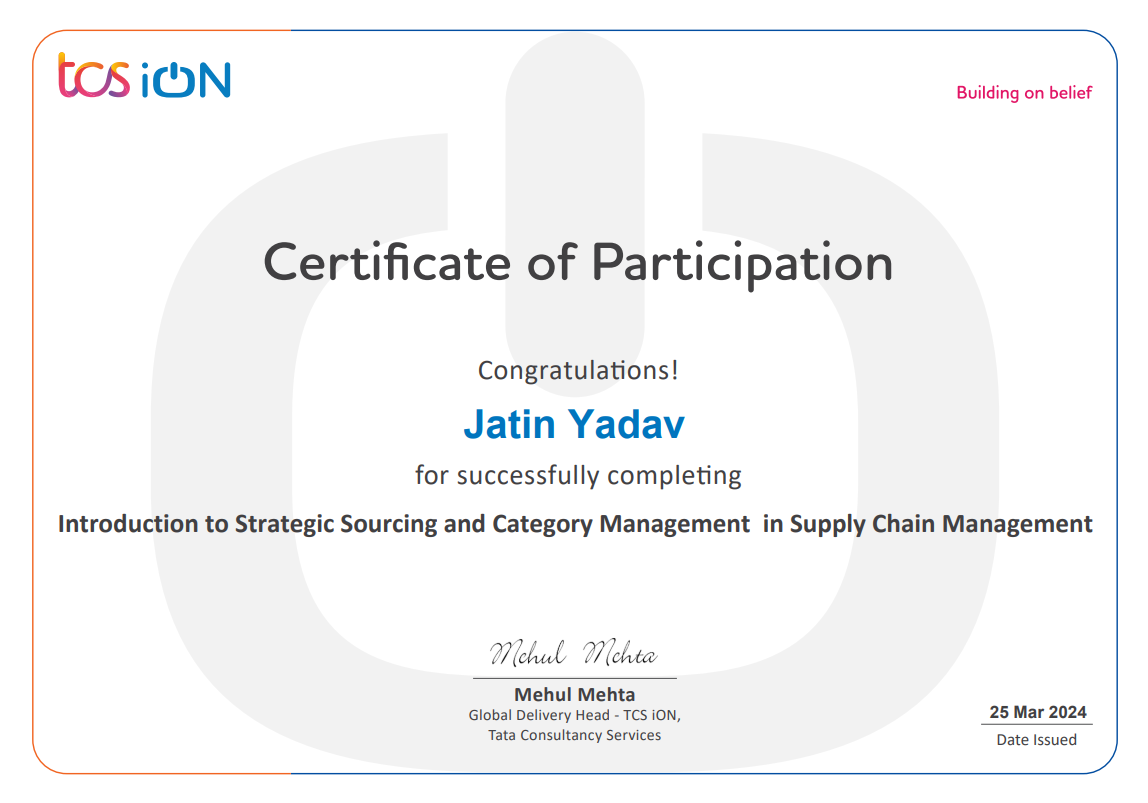 tcs iON
Building on belief
Certificate of Participation
Congratulations!
Jatin Yadav
for successfully completing
Introduction to Strategic Sourcing and Category Management  in Supply Chain Management
Mehul Mehta
Mehul Mehta
Global Delivery Head - TCS iON,
Tata Consultancy Services
25 Mar 2024
Date Issued